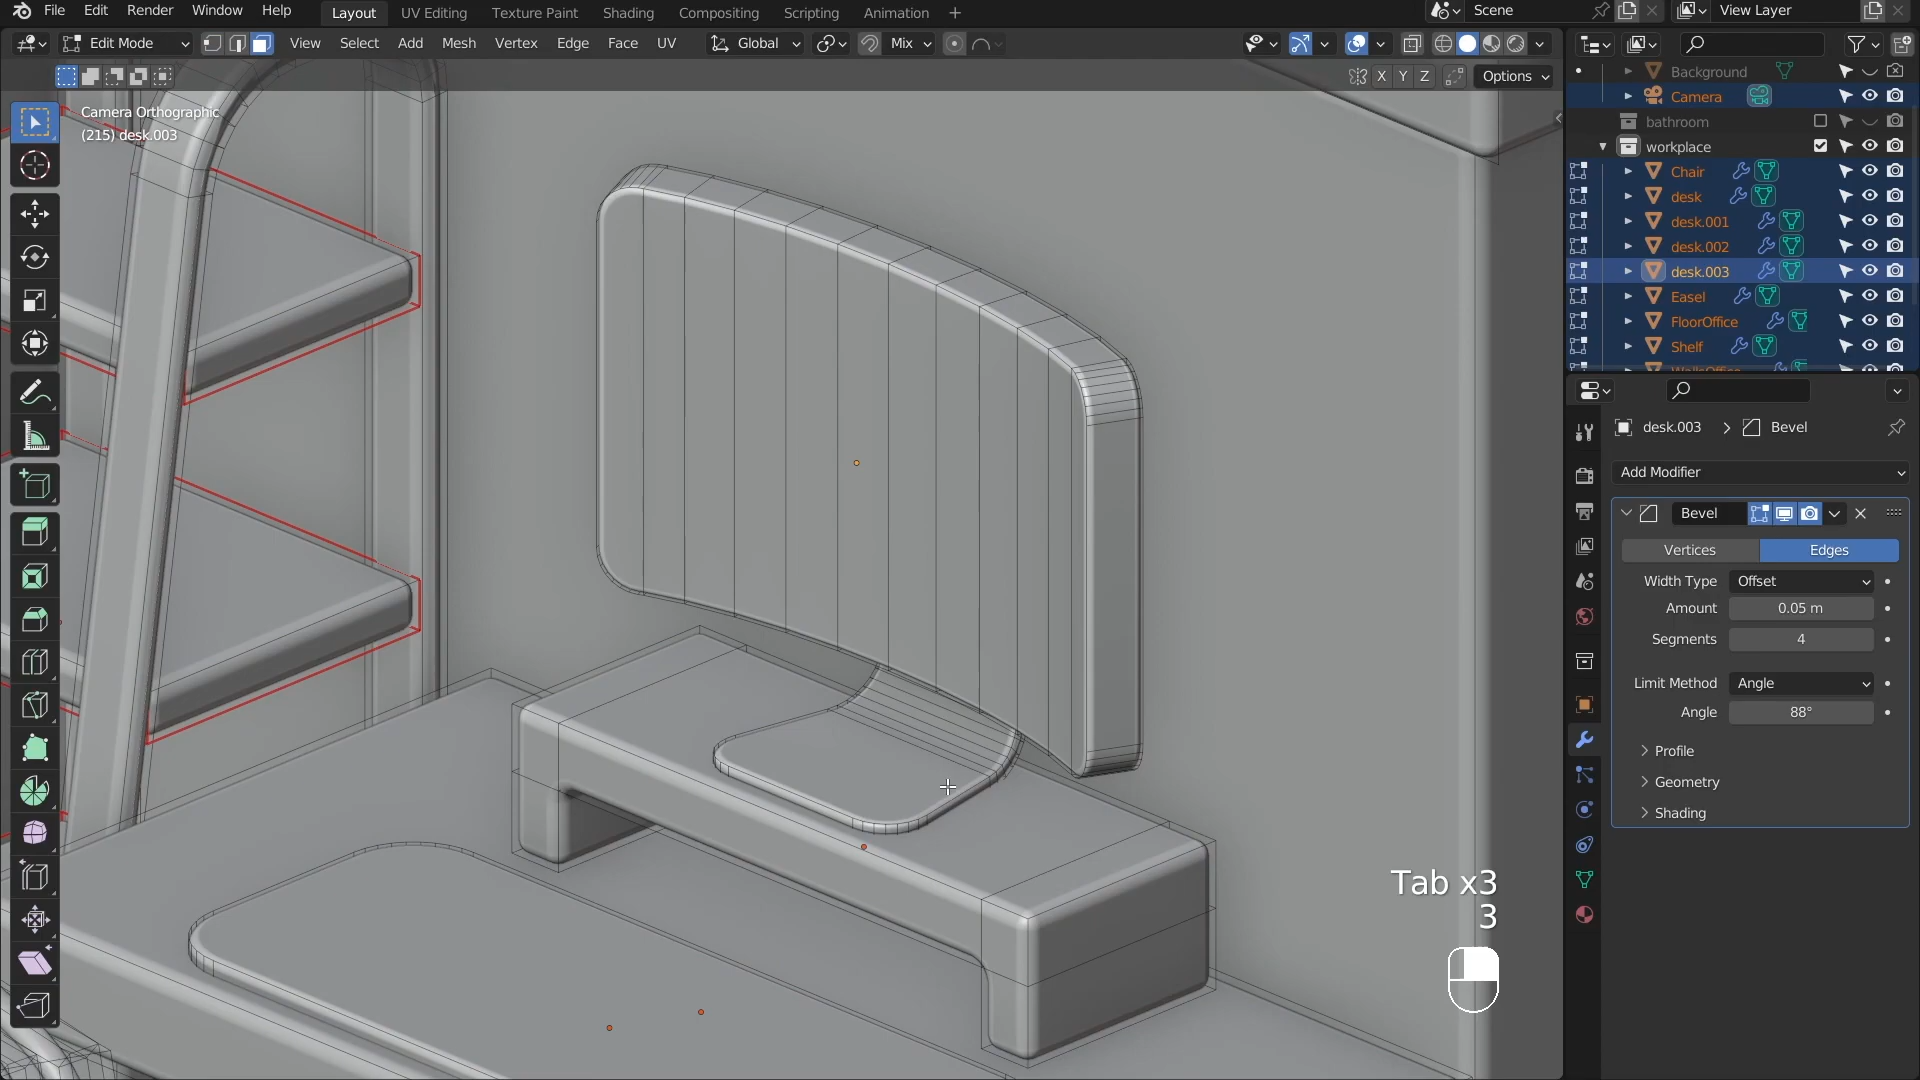 File Edit Render Window Help Layout UV Editing Texture Paint Shading Compositing Scripting Animation + Scene View Layer
Edit Mode View Select Add Mesh Vertex Edge Face UV Global Mix
X Y Z Options
Camera Orthographic
(215) desk.003
Background
Camera
bathroom
workplace
Chair
desk
desk.001
desk.002
desk.003
Easel
FloorOffice
Shelf
WallsOffice
desk.003 > Bevel
Add Modifier
Bevel
Vertices Edges
Width Type Offset
Amount 0.05 m
Segments 4
Limit Method Angle
Angle 88°
Profile
Geometry
Shading
Tab x3
3